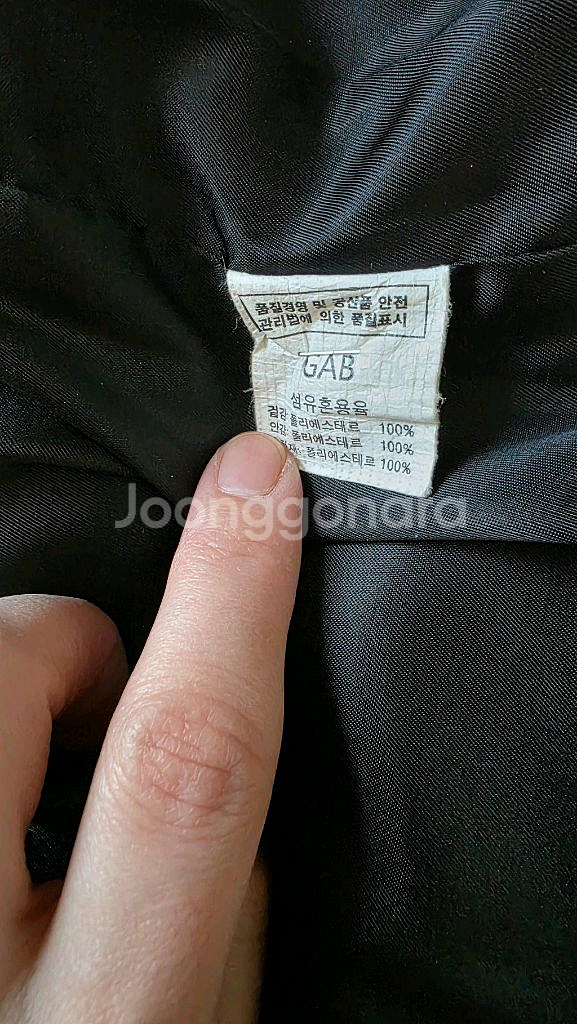 품질경영 및 공산품 안전
관리법에 의한 품질표시
GAB
섬유혼용율
겉감: 폴리에스테르 100%
안감: 폴리에스테르 100%
폴리에스테르 100%
Joonggonara